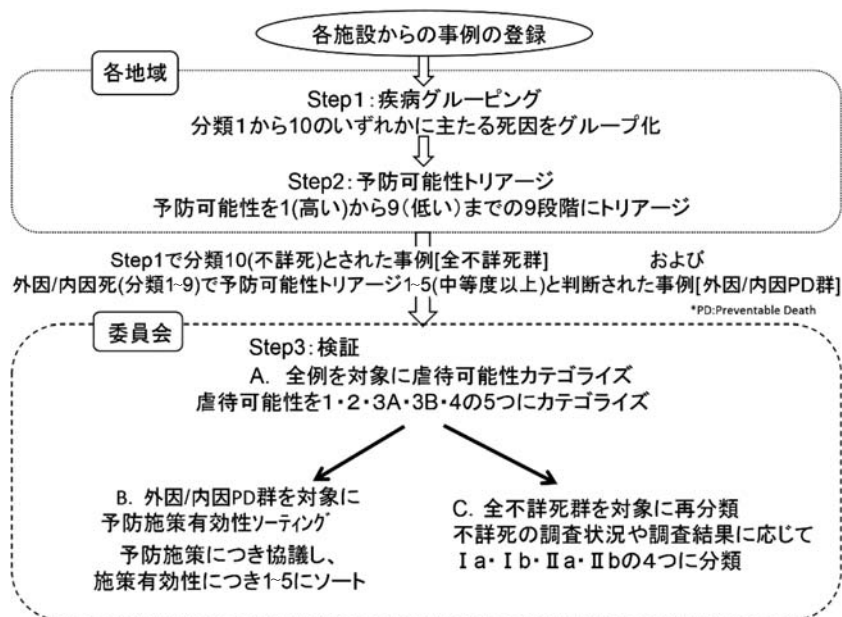 各施設からの事例の登録
各地域
Step1：疾病グルーピング
分類1から10のいずれかに主たる死因をグループ化
Step2：予防可能性トリアージ
予防可能性を1(高い)から9(低い)までの9段階にトリアージ
Step1で分類10(不詳死)とされた事例[全不詳死群]　および
外因/内因死(分類1~9)で予防可能性トリアージ1~5(中等度以上)と判断された事例[外因/内因PD群]
*PD:Preventable Death
委員会
Step3：検証
A. 全例を対象に虐待可能性カテゴライズ
虐待可能性を1・2・3A・3B・4の5つにカテゴライズ
B. 外因/内因PD群を対象に
予防施策有効性ソーティング
予防施策につき協議し、
施策有効性につき1~5にソート
C. 全不詳死群を対象に再分類
不詳死の調査状況や調査結果に応じて
Ⅰa・Ⅰb・Ⅱa・Ⅱbの4つに分類